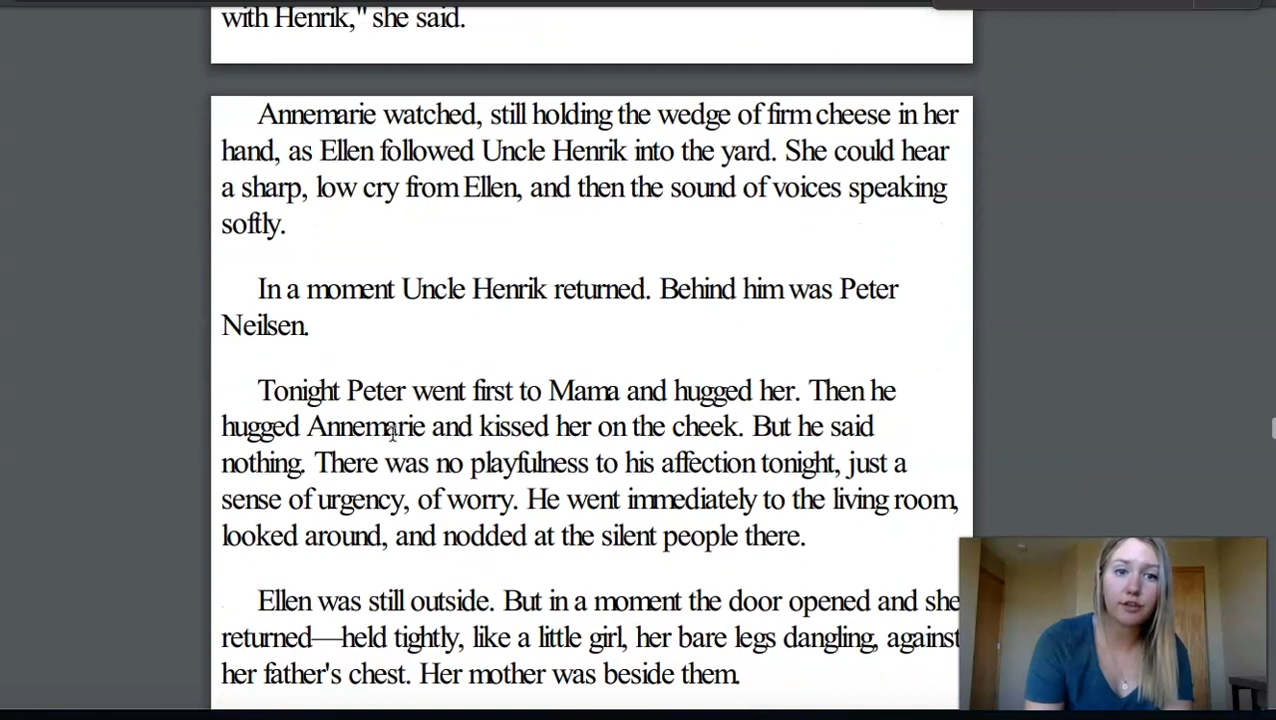 with Henrik," she said.
Annemarie watched, still holding the wedge of firm cheese in her
hand, as Ellen followed Uncle Henrik into the yard. She could hear
a sharp, low cry from Ellen, and then the sound of voices speaking
softly.
In a moment Uncle Henrik returned. Behind him was Peter
Neilsen.
Tonight Peter went first to Mama and hugged her. Then he
hugged Annemarie and kissed her on the cheek. But he said
nothing. There was no playfulness to his affection tonight, just a
sense of urgency, of worry. He went immediately to the living room,
looked around, and nodded at the silent people there.
Ellen was still outside. But in a moment the door opened and she
returned—held tightly, like a little girl, her bare legs dangling, against
her father's chest. Her mother was beside them.